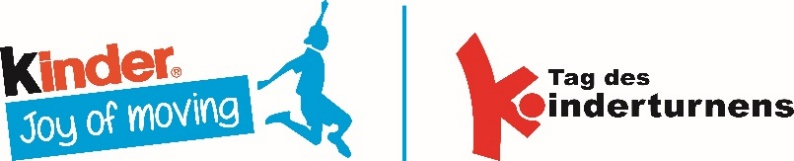 Kinder®
Joy of moving
Tag des
Kinderturnens